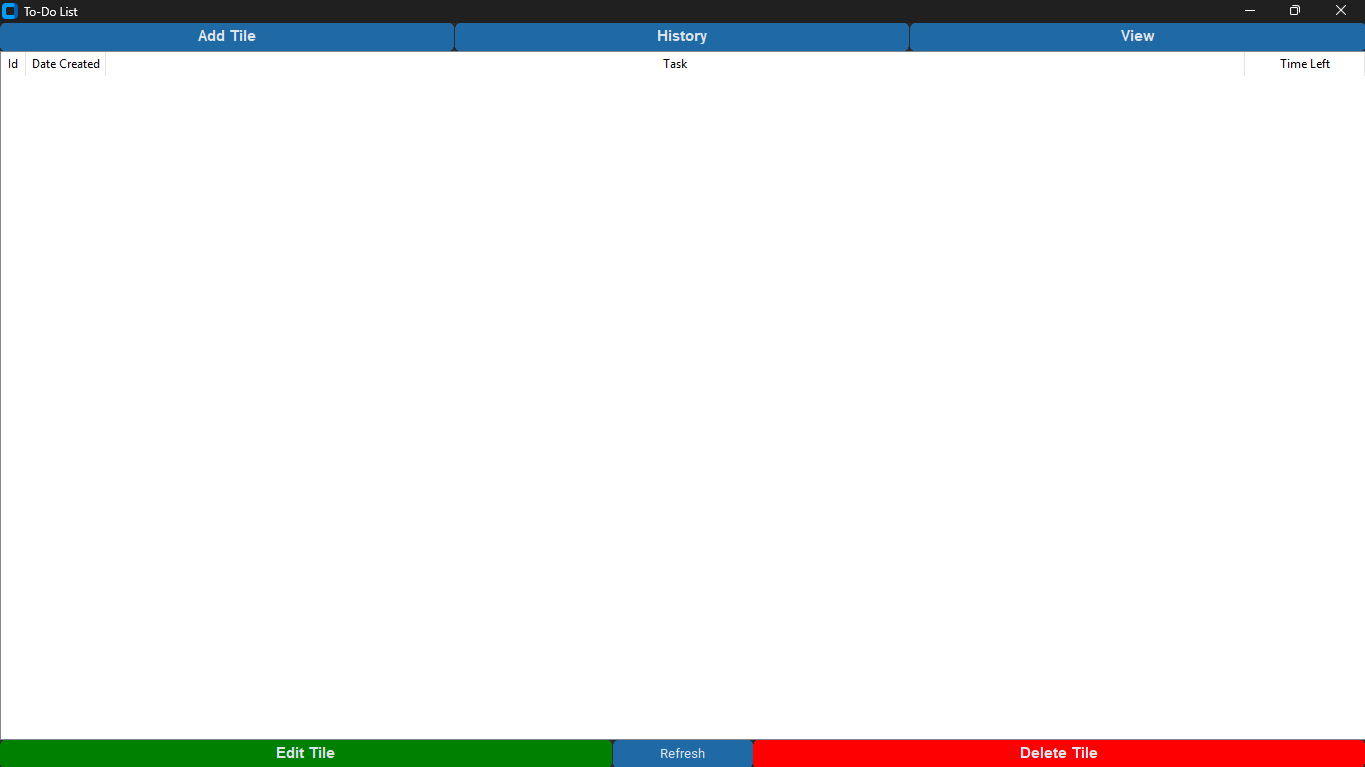 To-Do List
Add Tile History View
Id Date Created Task Time Left
Edit Tile Refresh Delete Tile